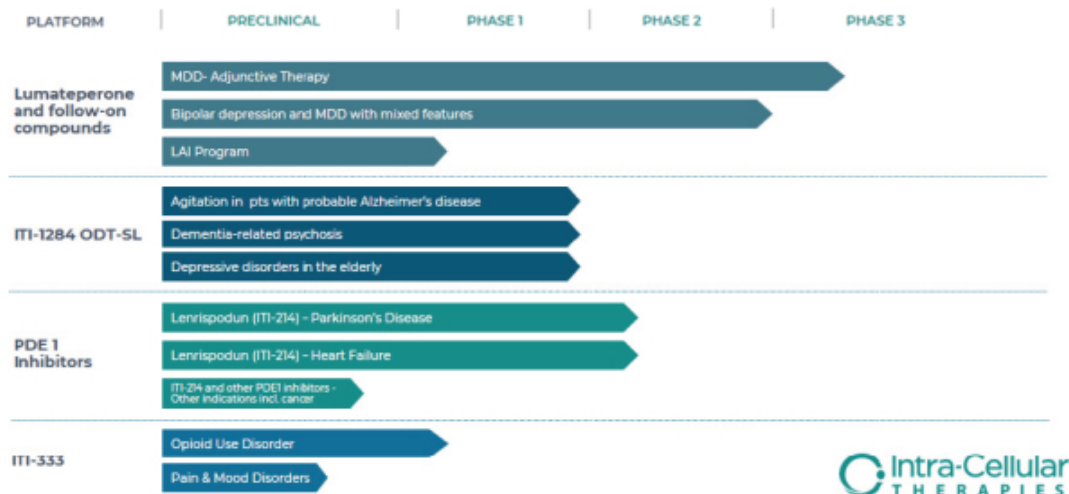 PLATFORM | PRECLINICAL | PHASE 1 | PHASE 2 | PHASE 3
Lumateperone
and follow-on
compounds
MDD- Adjunctive Therapy
Bipolar depression and MDD with mixed features
LAI Program
ITI-1284 ODT-SL
Agitation in pts with probable Alzheimer's disease
Dementia-related psychosis
Depressive disorders in the elderly
PDE 1
Inhibitors
Lenrispodun (ITI-214) – Parkinson's Disease
Lenrispodun (ITI-214) – Heart Failure
ITI-214 and other PDE1 inhibitors -
Other indications incl. cancer
ITI-333
Opioid Use Disorder
Pain & Mood Disorders
Intra-Cellular
THERAPIES